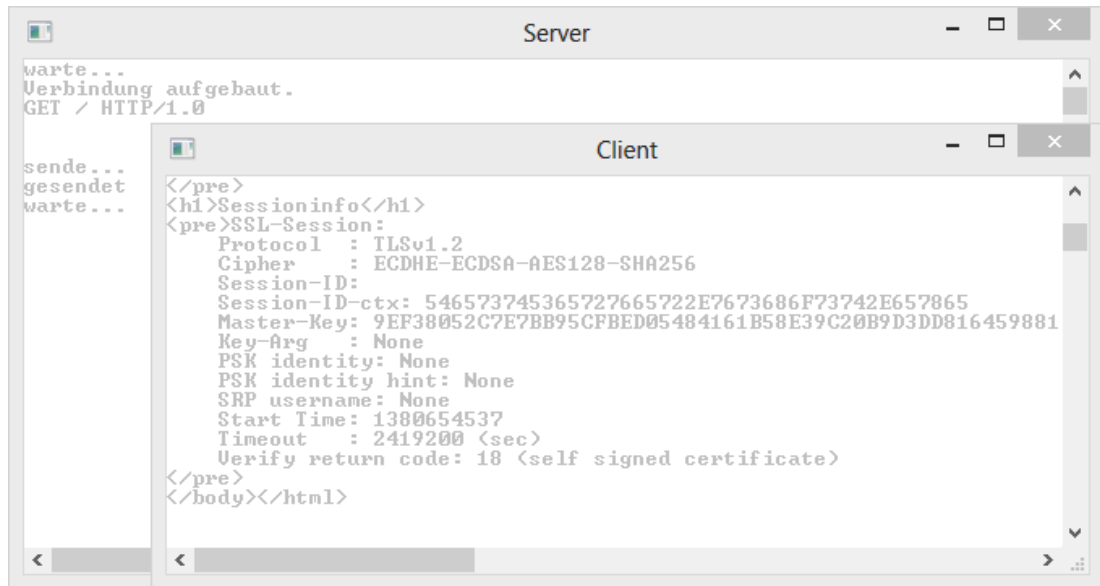 Server
warte...
Verbindung aufgebaut.
GET / HTTP/1.0
sende...
gesendet
warte...
Client
</pre>
<h1>Sessioninfo</h1>
<pre>SSL-Session:
    Protocol  : TLSv1.2
    Cipher    : ECDHE-ECDSA-AES128-SHA256
    Session-ID:
    Session-ID-ctx: 546573745365727665722E7673686F73742E657865
    Master-Key: 9EF38052C7E7BB95CFBED05484161B58E39C20B9D3DD816459881
    Key-Arg   : None
    PSK identity: None
    PSK identity hint: None
    SRP username: None
    Start Time: 1380654537
    Timeout   : 2419200 (sec)
    Verify return code: 18 (self signed certificate)
</pre>
</body></html>